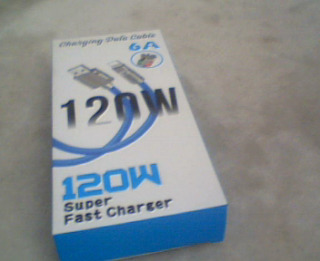 Charging Data Cable
6A
120W
120W
Super
Fast Charger